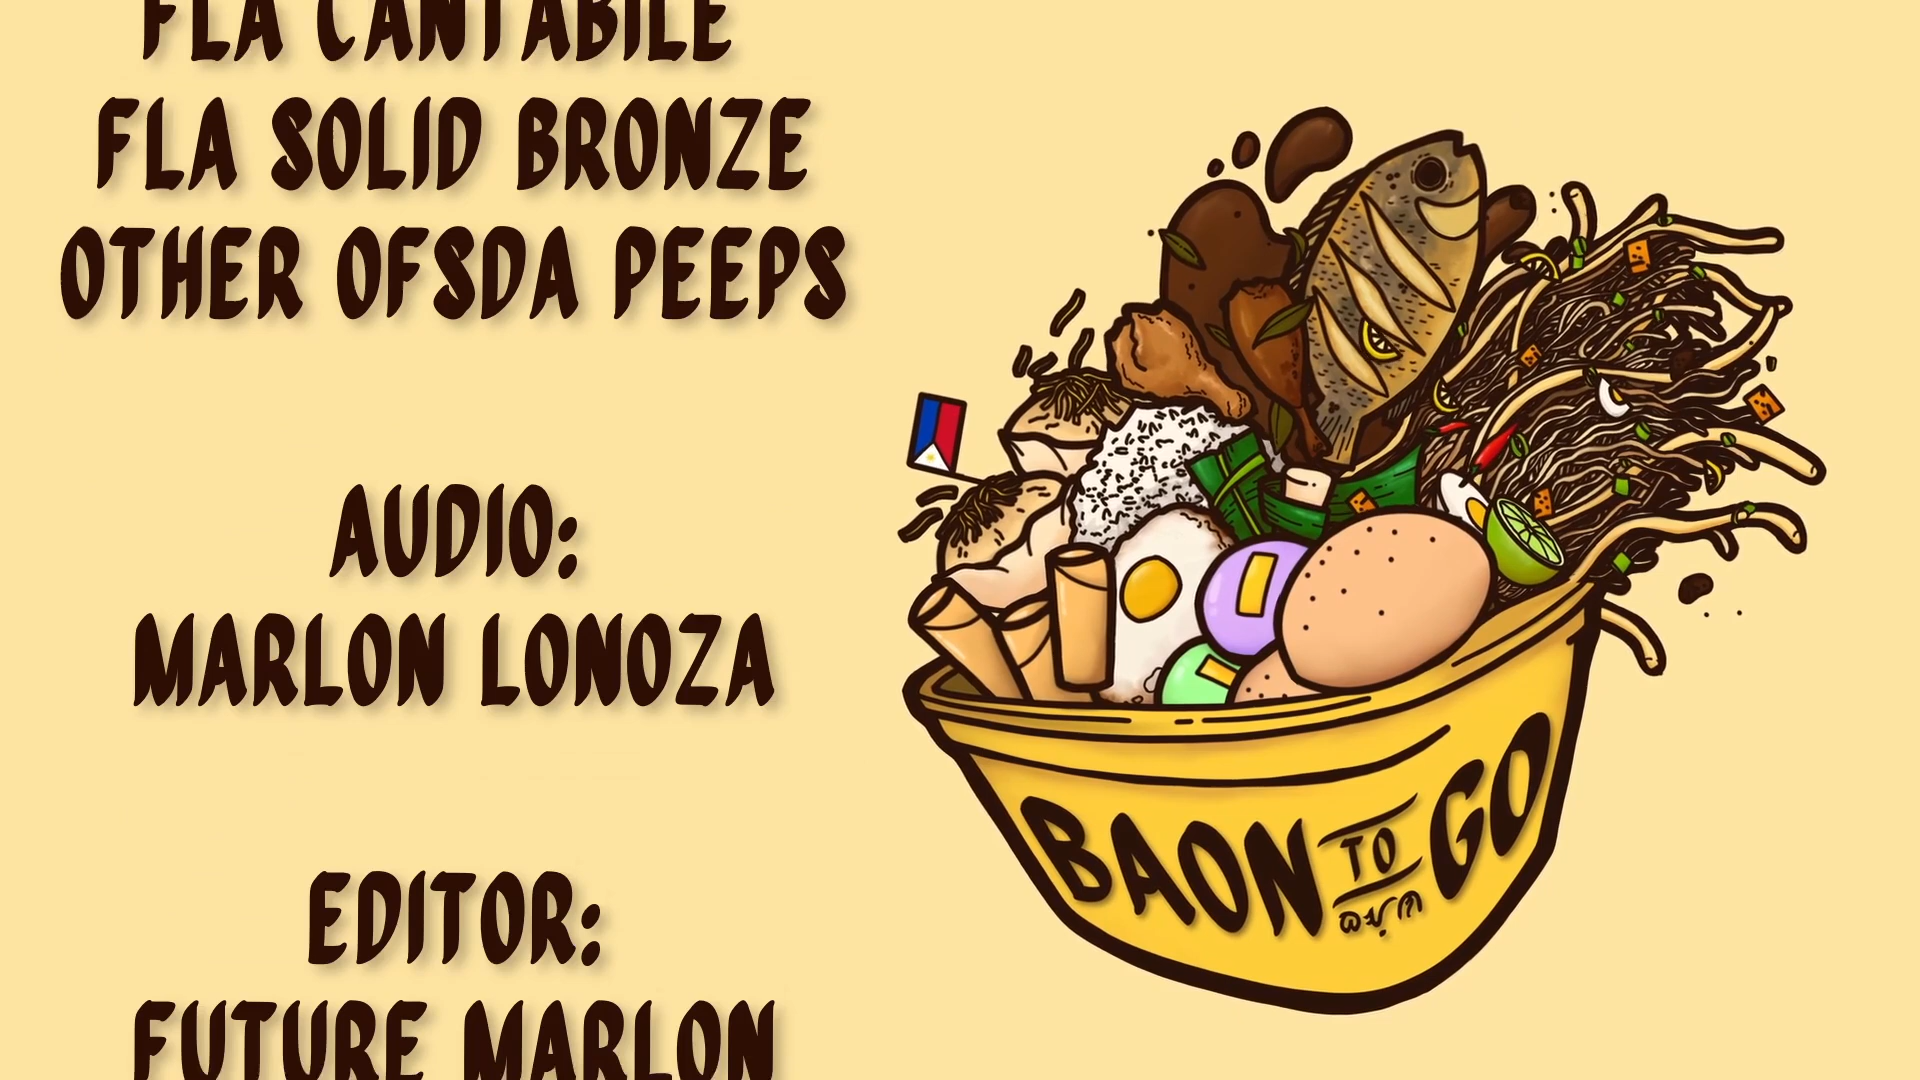 FLA CANTABILE
FLA SOLID BRONZE
OTHER OFSDA PEEPS
AUDIO:
MARLON LONOZA
EDITOR:
FUTURE MARLON
BAON TO GO